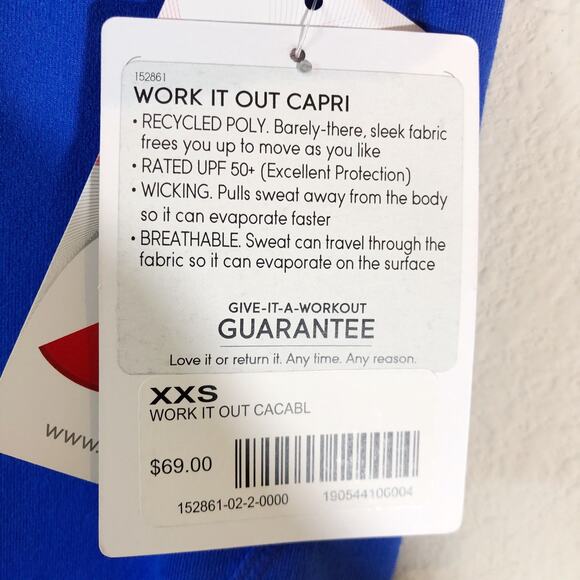 152861
WORK IT OUT CAPRI
• RECYCLED POLY. Barely-there, sleek fabric
frees you up to move as you like
• RATED UPF 50+ (Excellent Protection)
• WICKING. Pulls sweat away from the body
so it can evaporate faster
• BREATHABLE. Sweat can travel through the
fabric so it can evaporate on the surface
GIVE-IT-A-WORKOUT
GUARANTEE
Love it or return it. Any time. Any reason.
XXS
WORK IT OUT CACABL
$69.00
152861-02-2-0000
190544106004
www.